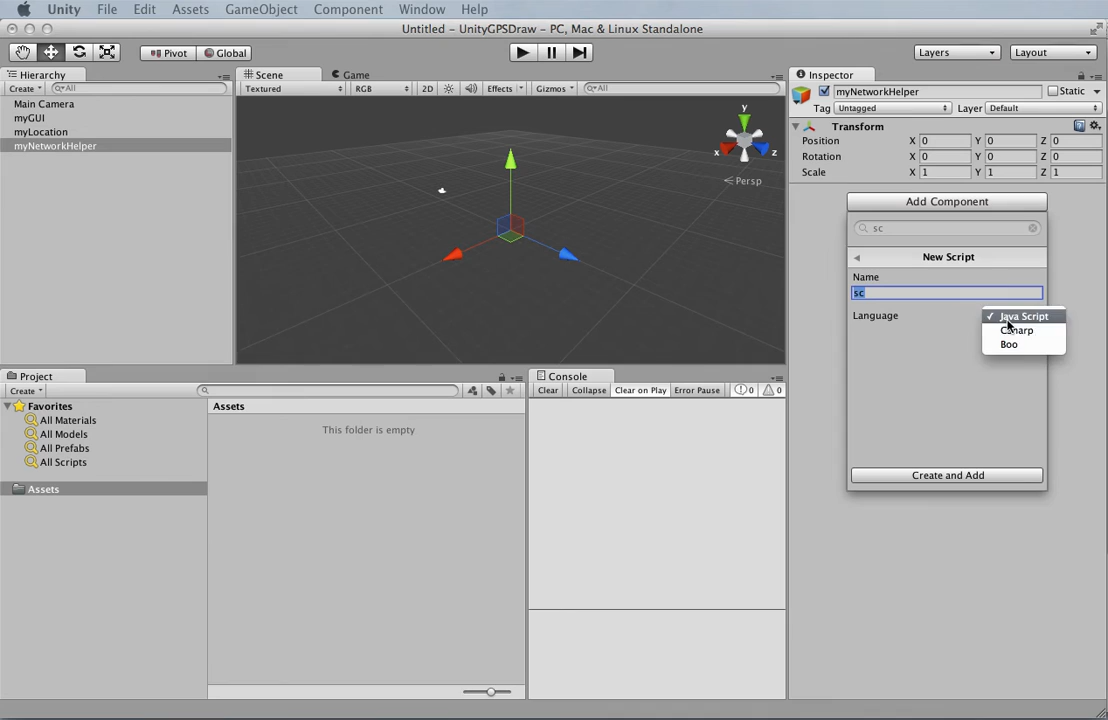 Unity File Edit Assets GameObject Component Window Help
Untitled - UnityGPSDraw - PC, Mac & Linux Standalone
Pivot Global Layers Layout
Hierarchy
Create All
Main Camera
myGUI
myLocation
myNetworkHelper
Scene Game
Textured RGB 2D Effects Gizmos All
y
x
z
Persp
Inspector
myNetworkHelper Static
Tag Untagged Layer Default
Transform
Position X 0 Y 0 Z 0
Rotation X 0 Y 0 Z 0
Scale X 1 Y 1 Z 1
Add Component
sc
New Script
Name
sc
Language Java Script
CSharp
Boo
Create and Add
Project
Create
Favorites
All Materials
All Models
All Prefabs
All Scripts
Assets
Assets
This folder is empty
Console
Clear Collapse Clear on Play Error Pause 0 0